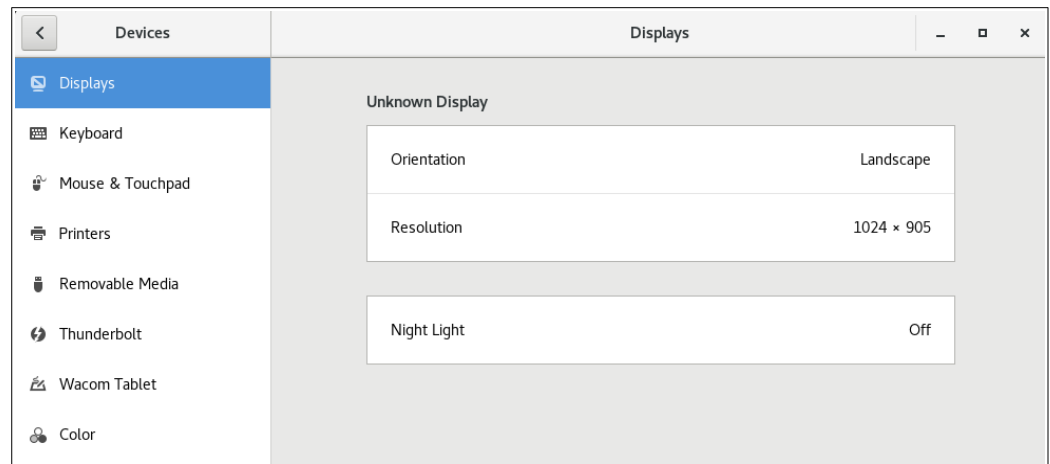 Devices
Displays
Displays
Keyboard
Mouse & Touchpad
Printers
Removable Media
Thunderbolt
Wacom Tablet
Color
Unknown Display
Orientation Landscape
Resolution 1024 × 905
Night Light Off